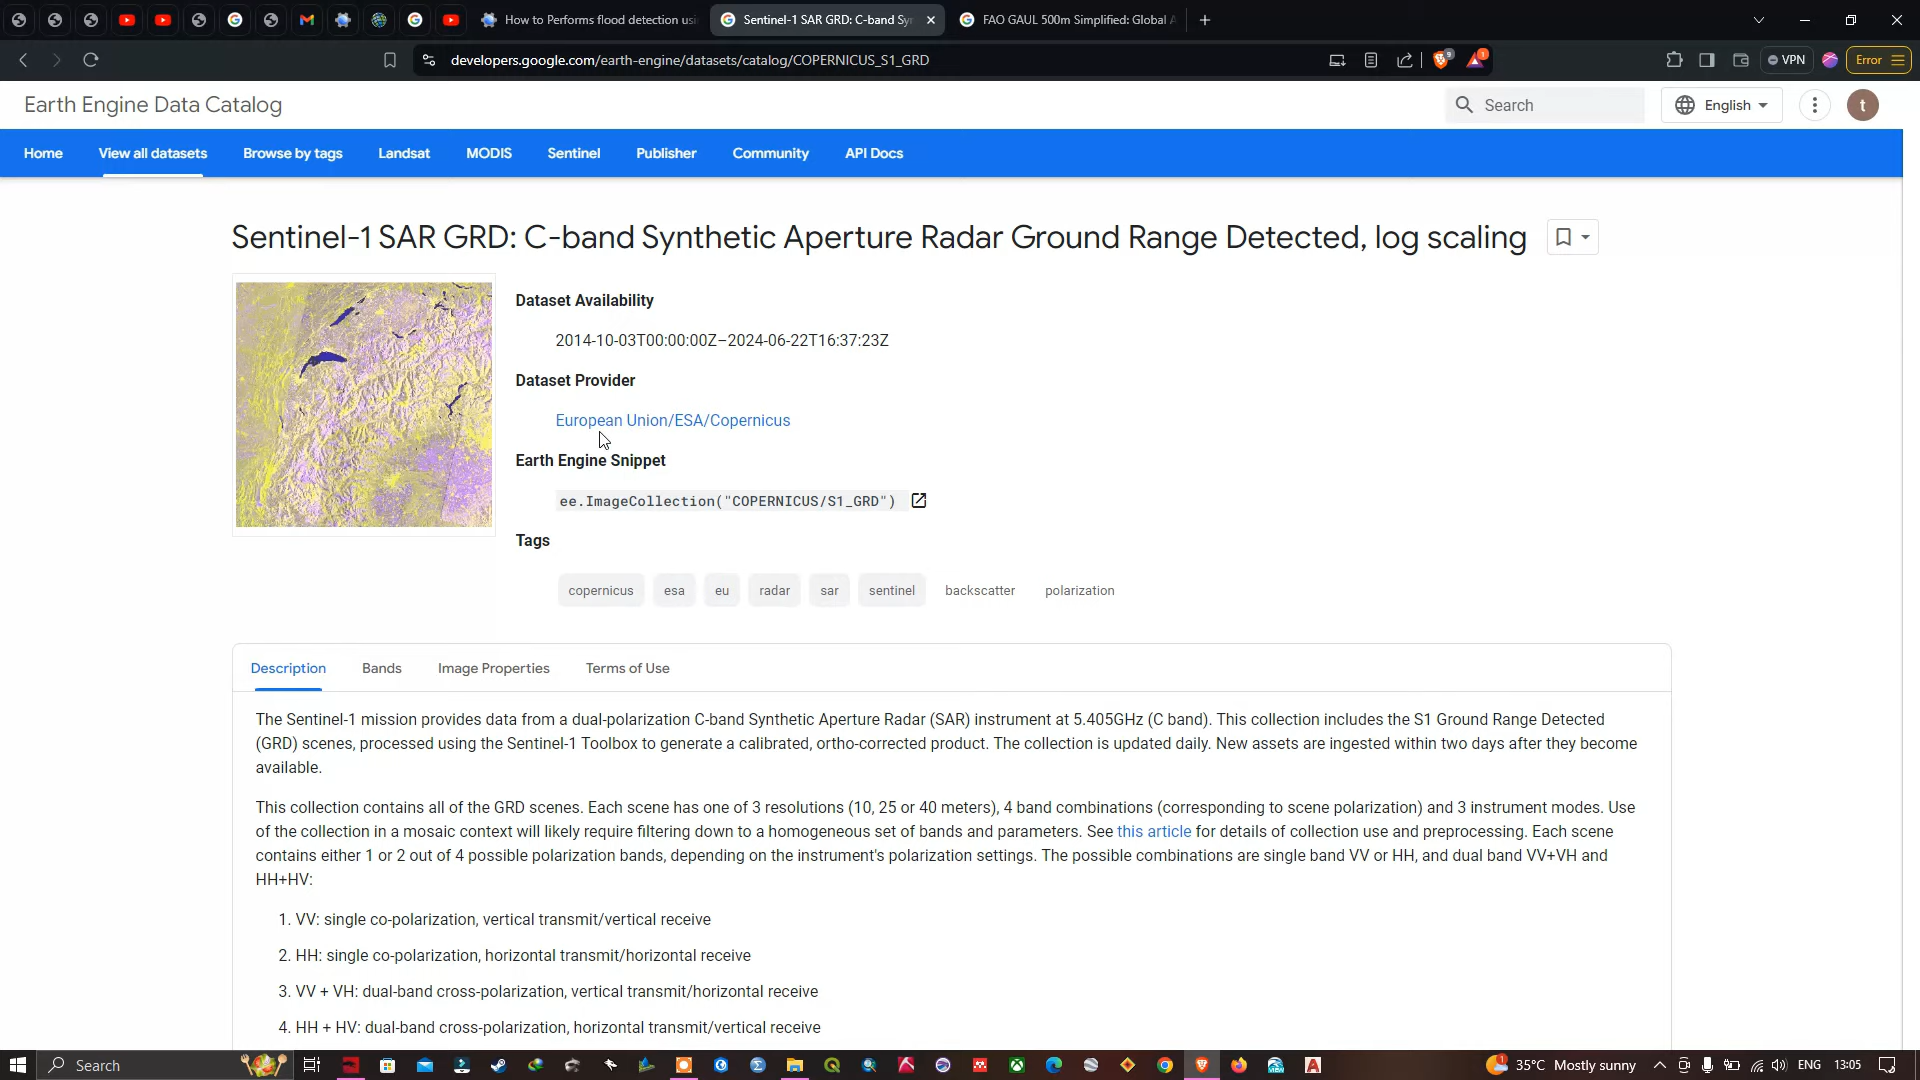 How to Performs flood detection usi
Sentinel-1 SAR GRD: C-band Sy
FAO GAUL 500m Simplified: Global A
developers.google.com/earth-engine/datasets/catalog/COPERNICUS_S1_GRD
9
1
VPN
Error
Earth Engine Data Catalog
Search
English
t
Home
View all datasets
Browse by tags
Landsat
MODIS
Sentinel
Publisher
Community
API Docs
Sentinel-1 SAR GRD: C-band Synthetic Aperture Radar Ground Range Detected, log scaling
Dataset Availability
2014-10-03T00:00:00Z–2024-06-22T16:37:23Z
Dataset Provider
European Union/ESA/Copernicus
Earth Engine Snippet
ee.ImageCollection("COPERNICUS/S1_GRD")
Tags
copernicus
esa
eu
radar
sar
sentinel
backscatter
polarization
Description
Bands
Image Properties
Terms of Use
The Sentinel-1 mission provides data from a dual-polarization C-band Synthetic Aperture Radar (SAR) instrument at 5.405GHz (C band). This collection includes the S1 Ground Range Detected
(GRD) scenes, processed using the Sentinel-1 Toolbox to generate a calibrated, ortho-corrected product. The collection is updated daily. New assets are ingested within two days after they become
available.
This collection contains all of the GRD scenes. Each scene has one of 3 resolutions (10, 25 or 40 meters), 4 band combinations (corresponding to scene polarization) and 3 instrument modes. Use
of the collection in a mosaic context will likely require filtering down to a homogeneous set of bands and parameters. See this article for details of collection use and preprocessing. Each scene
contains either 1 or 2 out of 4 possible polarization bands, depending on the instrument's polarization settings. The possible combinations are single band VV or HH, and dual band VV+VH and
HH+HV:
1. VV: single co-polarization, vertical transmit/vertical receive
2. HH: single co-polarization, horizontal transmit/horizontal receive
3. VV + VH: dual-band cross-polarization, vertical transmit/horizontal receive
4. HH + HV: dual-band cross-polarization, horizontal transmit/vertical receive
Search
1
35°C Mostly sunny
ENG
13:05